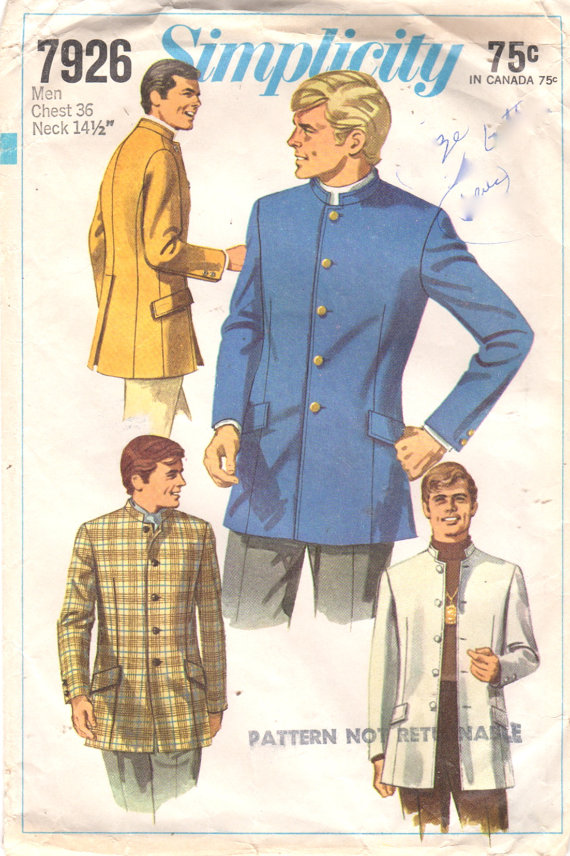 7926
Simplicity
75¢
IN CANADA 75¢
Men
Chest 36
Neck 14½"
PATTERN NOT RETURNABLE